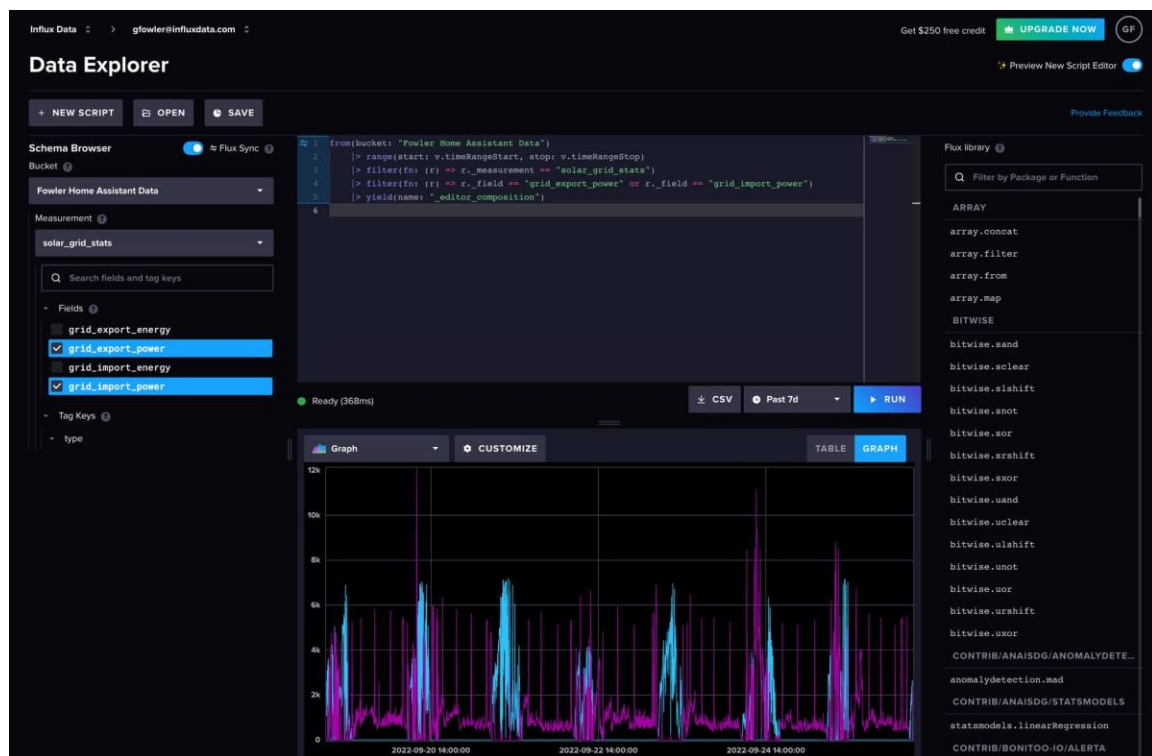 Influx Data > gfowler@influxdata.com
Get $250 free credit UPGRADE NOW GF
Data Explorer
Preview New Script Editor
+ NEW SCRIPT OPEN SAVE
Provide Feedback
Schema Browser Flux Sync
Bucket
Fowler Home Assistant Data
Measurement
solar_grid_stats
Search fields and tag keys
Fields
grid_export_energy
grid_export_power
grid_import_energy
grid_import_power
Tag Keys
type
1 from(bucket: "Fowler Home Assistant Data")
2 |> range(start: v.timeRangeStart, stop: v.timeRangeStop)
3 |> filter(fn: (r) => r._measurement == "solar_grid_stats")
4 |> filter(fn: (r) => r._field == "grid_export_power" or r._field == "grid_import_power")
5 |> yield(name: "_editor_composition")
6
Ready (368ms)
CSV Past 7d RUN
Graph CUSTOMIZE TABLE GRAPH
12k
10k
8k
6k
4k
2k
0
2022-09-20 14:00:00 2022-09-22 14:00:00 2022-09-24 14:00:00
Flux library
Filter by Package or Function
ARRAY
array.concat
array.filter
array.from
array.map
BITWISE
bitwise.sand
bitwise.sclear
bitwise.slshift
bitwise.snot
bitwise.sor
bitwise.srshift
bitwise.sxor
bitwise.uand
bitwise.uclear
bitwise.ulshift
bitwise.unot
bitwise.uor
bitwise.urshift
bitwise.uxor
CONTRIB/ANAISDG/ANOMALYDETE...
anomalydetection.mad
CONTRIB/ANAISDG/STATSMODELS
statsmodels.linearRegression
CONTRIB/BONITOO-IO/ALERTA